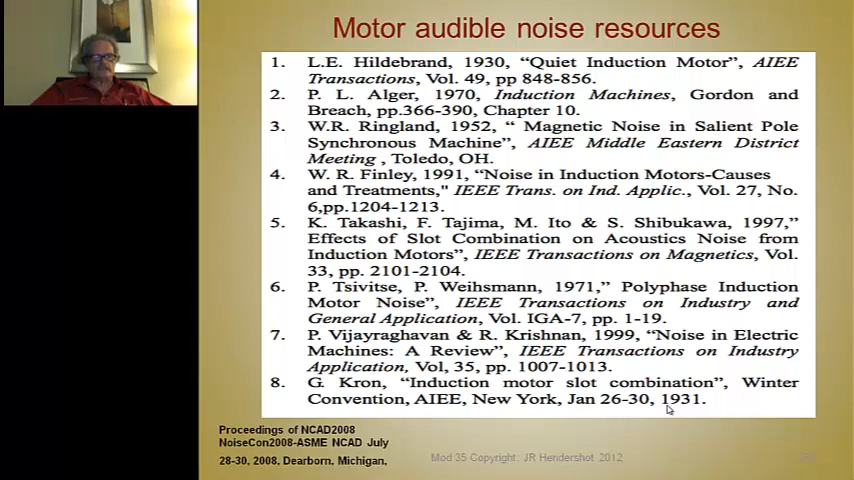 Motor audible noise resources
1. L.E. Hildebrand, 1930, “Quiet Induction Motor”, AIEE
Transactions, Vol. 49, pp 848-856.
2. P. L. Alger, 1970, Induction Machines, Gordon and
Breach, pp.366-390, Chapter 10.
3. W.R. Ringland, 1952, “ Magnetic Noise in Salient Pole
Synchronous Machine”, AIEE Middle Eastern District
Meeting , Toledo, OH.
4. W. R. Finley, 1991, “Noise in Induction Motors-Causes
and Treatments," IEEE Trans. on Ind. Applic., Vol. 27, No.
6,pp.1204-1213.
5. K. Takashi, F. Tajima, M. Ito & S. Shibukawa, 1997,”
Effects of Slot Combination on Acoustics Noise from
Induction Motors”, IEEE Transactions on Magnetics, Vol.
33, pp. 2101-2104.
6. P. Tsivitse, P. Weihsmann, 1971,” Polyphase Induction
Motor Noise”, IEEE Transactions on Industry and
General Application, Vol. IGA-7, pp. 1-19.
7. P. Vijayraghavan & R. Krishnan, 1999, “Noise in Electric
Machines: A Review”, IEEE Transactions on Industry
Application, Vol, 35, pp. 1007-1013.
8. G. Kron, “Induction motor slot combination”, Winter
Convention, AIEE, New York, Jan 26-30, 1931.
Proceedings of NCAD2008
NoiseCon2008-ASME NCAD July
28-30, 2008, Dearborn, Michigan,
Mod 35 Copyright: JR Hendershot 2012